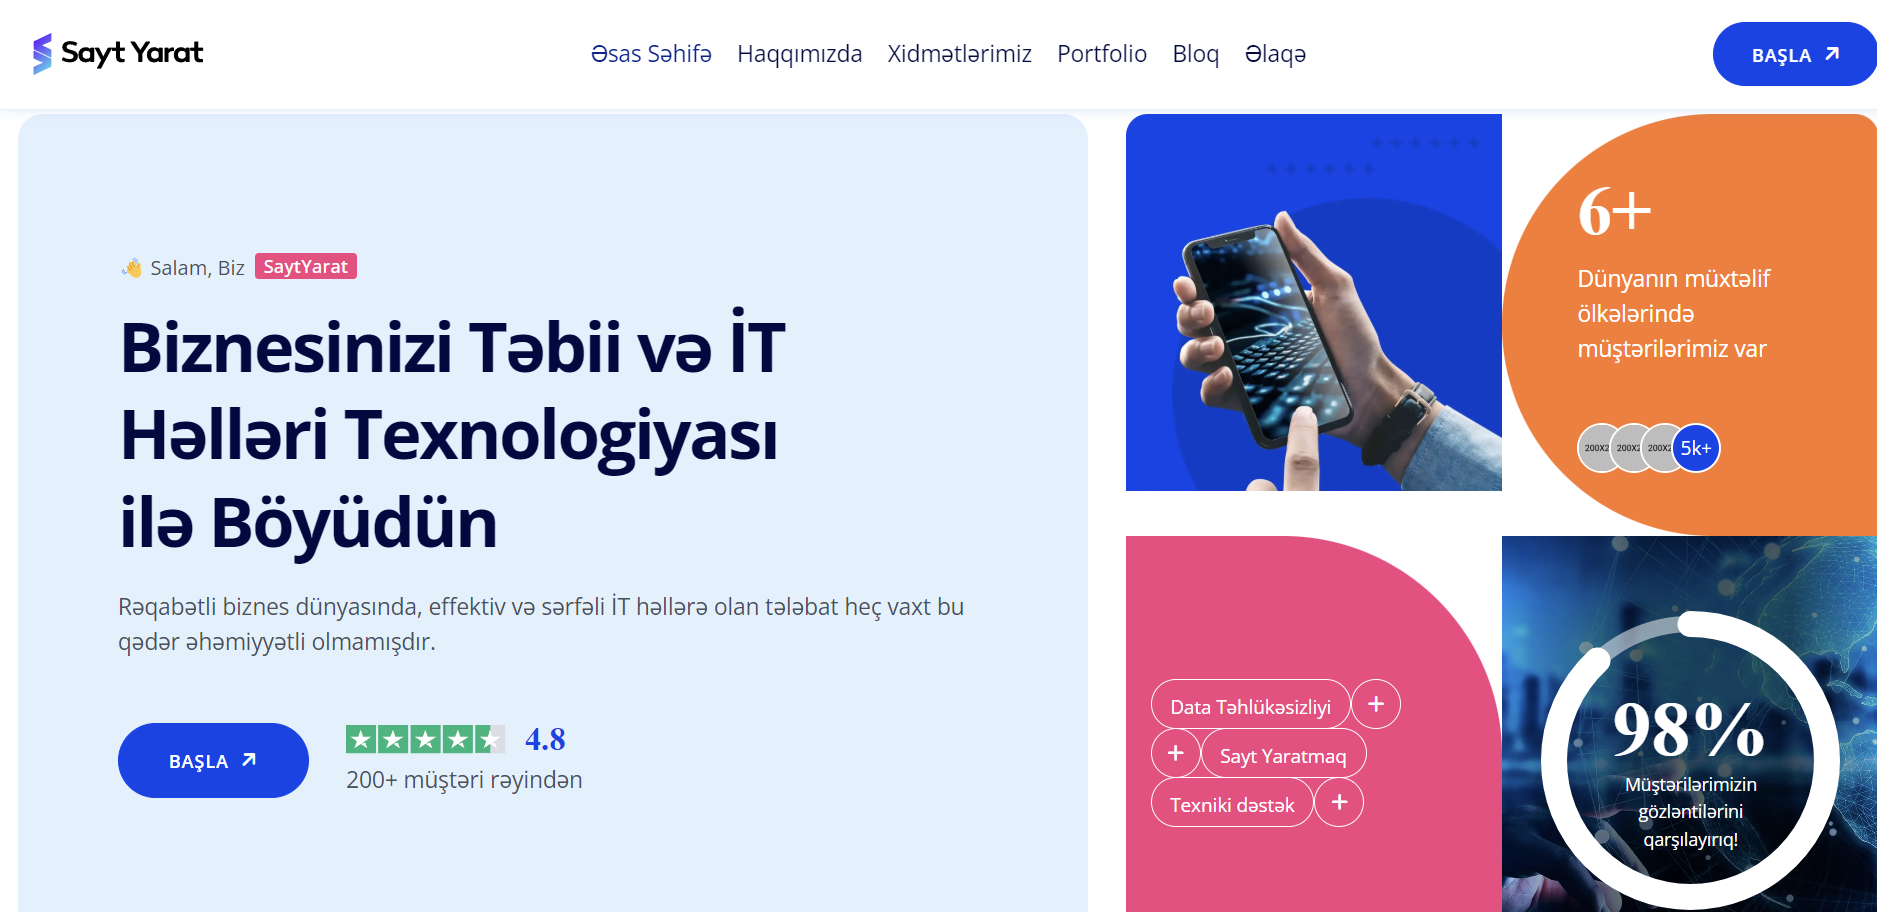 Sayt Yarat
Əsas Səhifə Haqqımızda Xidmətlərimiz Portfolio Bloq Əlaqə
BAŞLA
👋 Salam, Biz SaytYarat
Biznesinizi Təbii və İT
Həlləri Texnologiyası
ilə Böyüdün
Rəqabətli biznes dünyasında, effektiv və sərfəli İT həllərə olan tələbat heç vaxt bu
qədər əhəmiyyətli olmamışdır.
BAŞLA
4.8
200+ müştəri rəyindən
6+
Dünyanın müxtəlif
ölkələrində
müştərilərimiz var
200X2 200X2 200X2 5k+
Data Təhlükəsizliyi +
+ Sayt Yaratmaq
Texniki dəstək +
98%
Müştərilərimizin
gözləntilərini
qarşılayırıq!